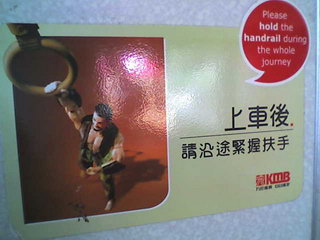 Please
hold the
handrail during
the whole
journey
上車後.
請沿途緊握扶手
KMB